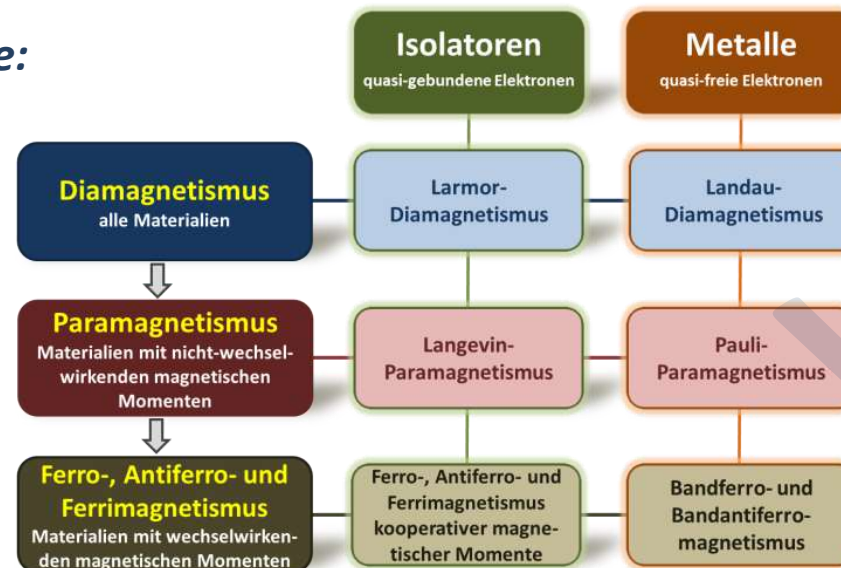 e:
Isolatoren
quasi-gebundene Elektronen
Metalle
quasi-freie Elektronen
Diamagnetismus
alle Materialien
Larmor-
Diamagnetismus
Landau-
Diamagnetismus
Paramagnetismus
Materialien mit nicht-wechsel-
wirkenden magnetischen
Momenten
Langevin-
Paramagnetismus
Pauli-
Paramagnetismus
Ferro-, Antiferro- und
Ferrimagnetismus
Materialien mit wechselwirken-
den magnetischen Momenten
Ferro-, Antiferro- und
Ferrimagnetismus
kooperativer magne-
tischer Momente
Bandferro- und
Bandantiferro-
magnetismus